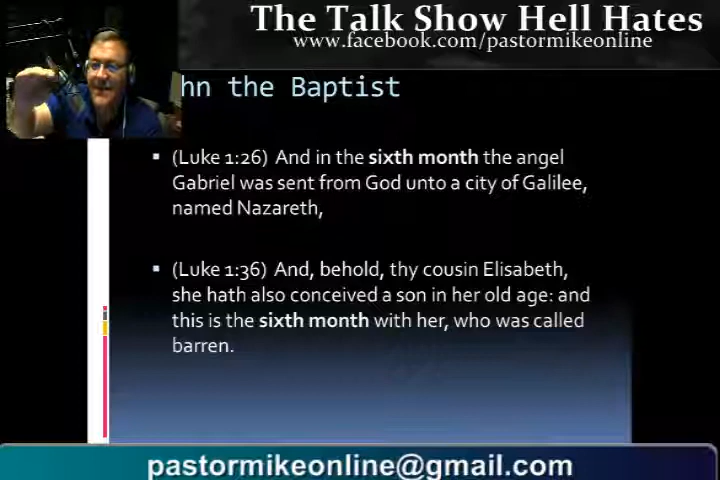 The Talk Show Hell Hates
www.facebook.com/pastormikeonline
hn the Baptist
(Luke 1:26) And in the sixth month the angel
Gabriel was sent from God unto a city of Galilee,
named Nazareth,
(Luke 1:36) And, behold, thy cousin Elisabeth,
she hath also conceived a son in her old age: and
this is the sixth month with her, who was called
barren.
pastormikeonline@gmail.com